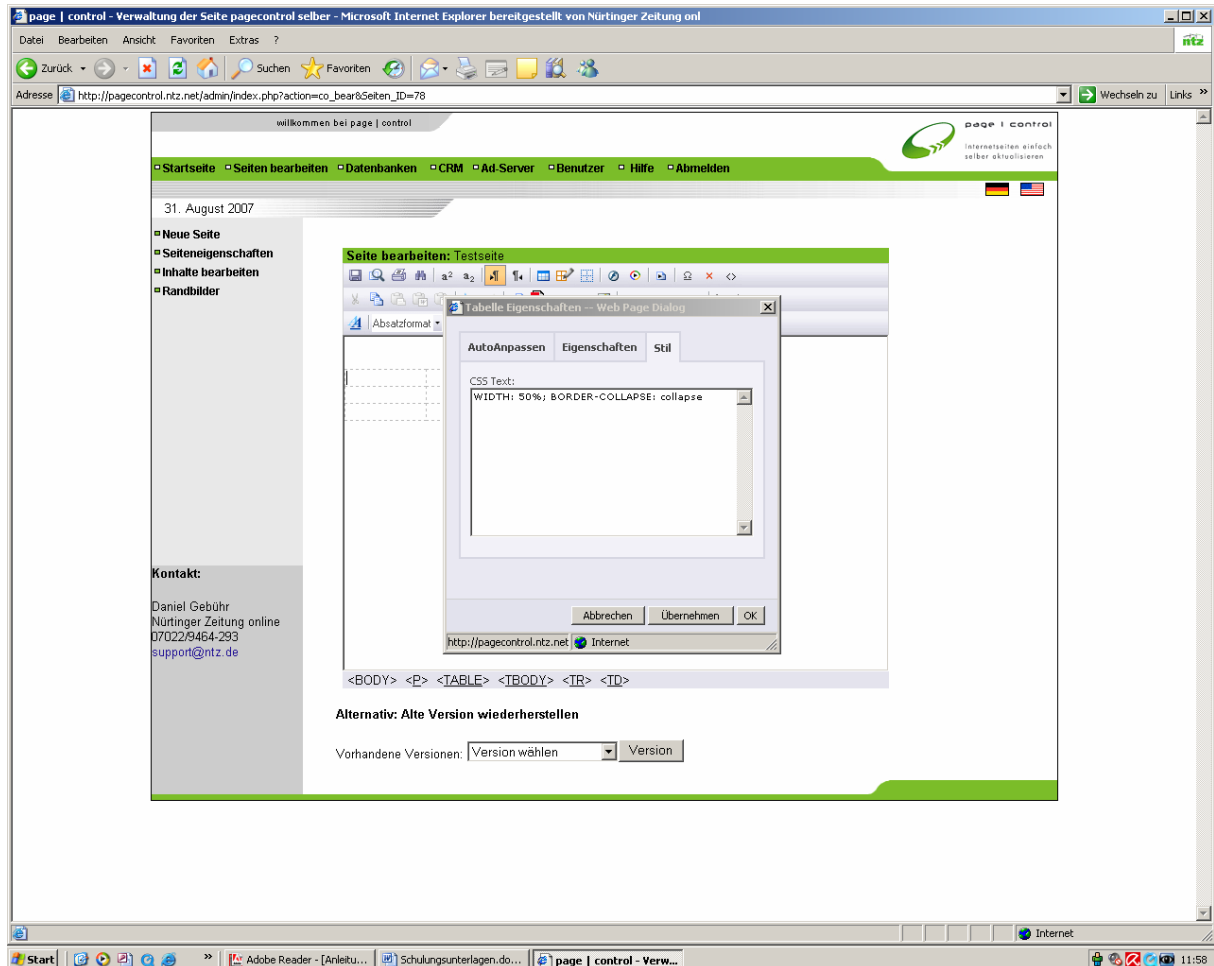 page | control - Verwaltung der Seite pagecontrol selber - Microsoft Internet Explorer bereitgestellt von Nürtinger Zeitung onl
Datei Bearbeiten Ansicht Favoriten Extras ?
ntz
Zurück Suchen Favoriten
Adresse http://pagecontrol.ntz.net/admin/index.php?action=co_bear&Seiten_ID=78 Wechseln zu Links »
willkommen bei page | control
page | control
Internetseiten einfach
selber aktualisieren
Startseite Seiten bearbeiten Datenbanken CRM Ad-Server Benutzer Hilfe Abmelden
31. August 2007
Neue Seite
Seiteneigenschaften
Inhalte bearbeiten
Randbilder
Seite bearbeiten: Testseite
Absatzformat
Tabelle Eigenschaften -- Web Page Dialog
AutoAnpassen Eigenschaften Stil
CSS Text:
WIDTH: 50%; BORDER-COLLAPSE: collapse
Abbrechen Übernehmen OK
http://pagecontrol.ntz.net Internet
Kontakt:
Daniel Gebühr
Nürtinger Zeitung online
07022/9464-293
support@ntz.de
<BODY> <P> <TABLE> <TBODY> <TR> <TD>
Alternativ: Alte Version wiederherstellen
Vorhandene Versionen: Version wählen Version
Internet
Start » Adobe Reader - [Anleitu... Schulungsunterlagen.do... page | control - Verw... 11:58